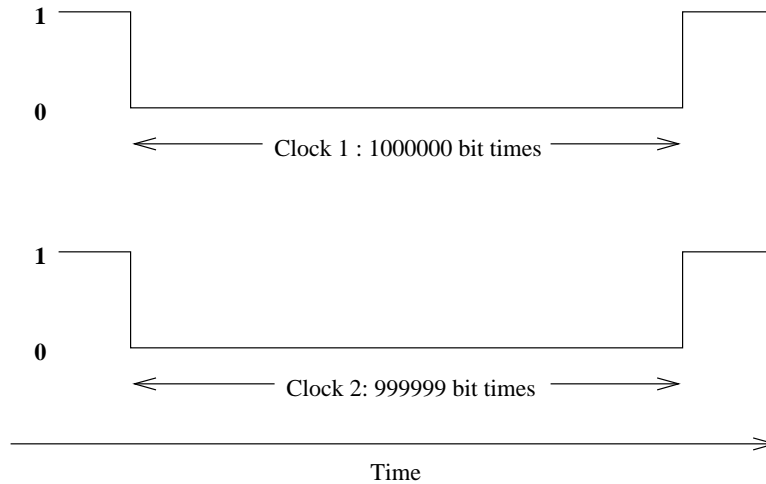 1
0
Clock 1 : 1000000 bit times
1
0
Clock 2: 999999 bit times
Time